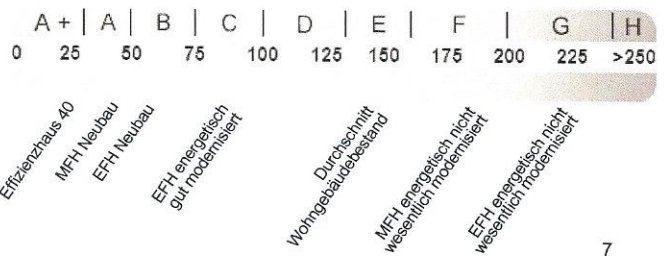 A+ | A | B | C | D | E | F | G | H
0 25 50 75 100 125 150 175 200 225 >250
Effizienzhaus 40
MFH Neubau
EFH Neubau
EFH energetisch
gut modernisiert
Durchschnitt
Wohngebäudebestand
MFH energetisch nicht
wesentlich modernisiert
EFH energetisch nicht
wesentlich modernisiert
7